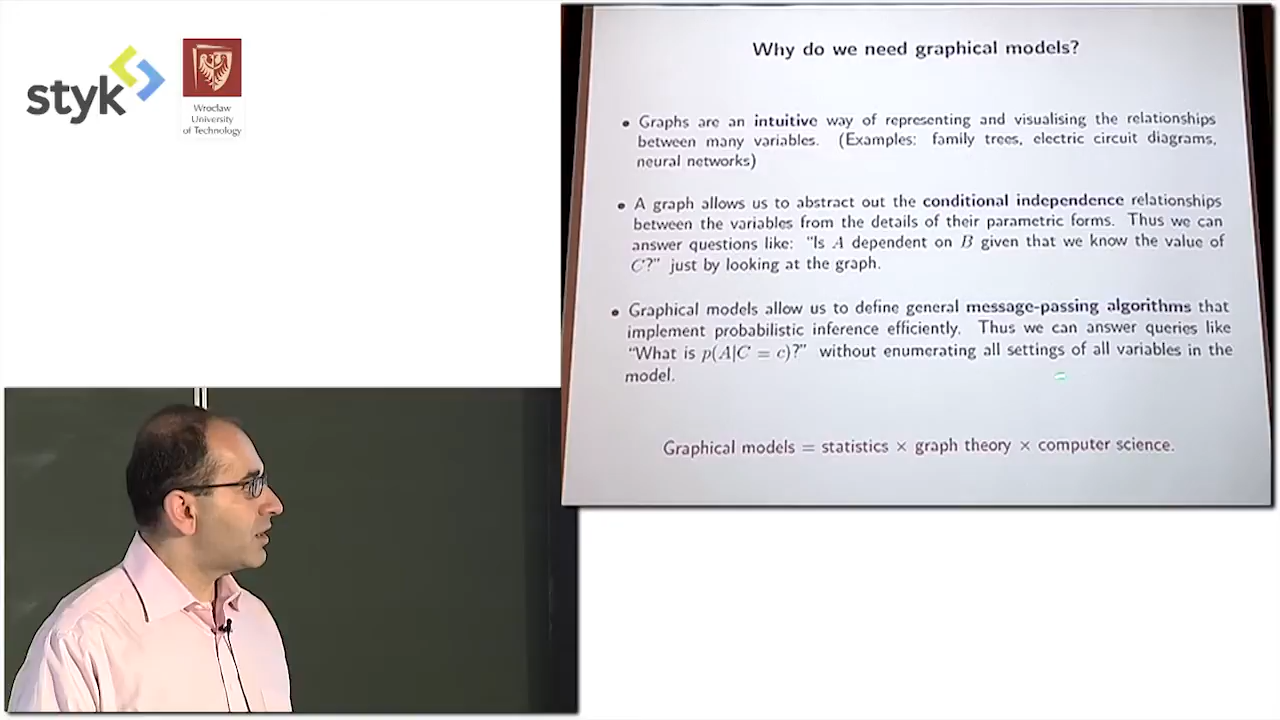 styk
Wrocław
University
of Technology
Why do we need graphical models?
• Graphs are an intuitive way of representing and visualising the relationships
between many variables. (Examples: family trees, electric circuit diagrams,
neural networks)
• A graph allows us to abstract out the conditional independence relationships
between the variables from the details of their parametric forms. Thus we can
answer questions like: "Is A dependent on B given that we know the value of
C?" just by looking at the graph.
• Graphical models allow us to define general message-passing algorithms that
implement probabilistic inference efficiently. Thus we can answer queries like
"What is p(A|C = c)?" without enumerating all settings of all variables in the
model.
Graphical models = statistics × graph theory × computer science.